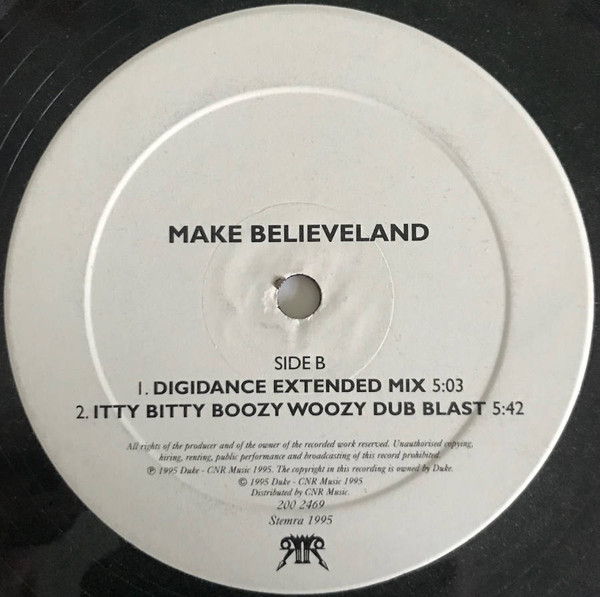 MAKE BELIEVELAND
SIDE B
1. DIGIDANCE EXTENDED MIX 5:03
2. ITTY BITTY BOOZY WOOZY DUB BLAST 5:42
All rights of the producer and of the owner of the recorded work reserved. Unauthorised copying,
hiring, renting, public performance and broadcasting of this record prohibited.
℗ 1995 Duke - CNR Music 1995. The copyright in this recording is owned by Duke.
© 1995 Duke - CNR Music 1995
Distributed by CNR Music.
200 2469
Stemra 1995